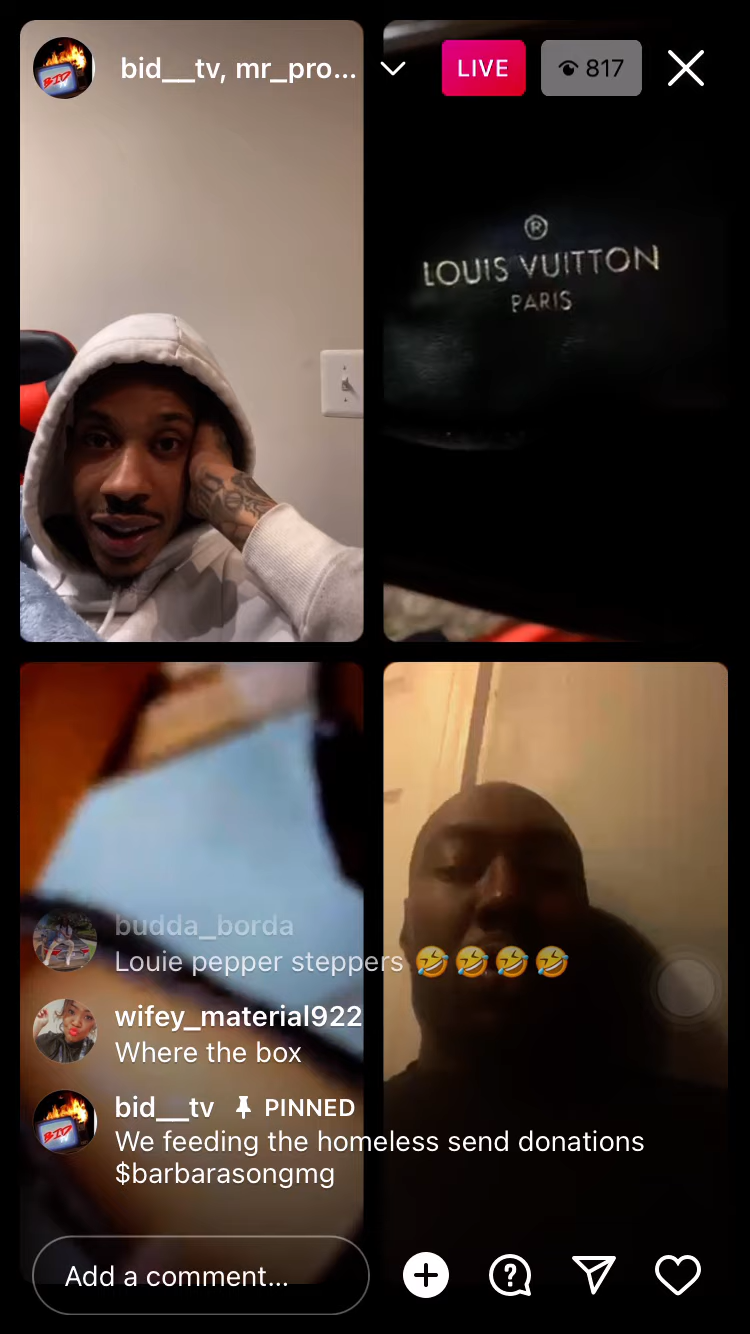 bid__tv, mr_pro...
LIVE
817
®
LOUIS VUITTON
PARIS
budda_borda
Louie pepper steppers 🤣🤣🤣🤣
wifey_material922
Where the box
bid__tv PINNED
We feeding the homeless send donations
$barbarasongmg
Add a comment...